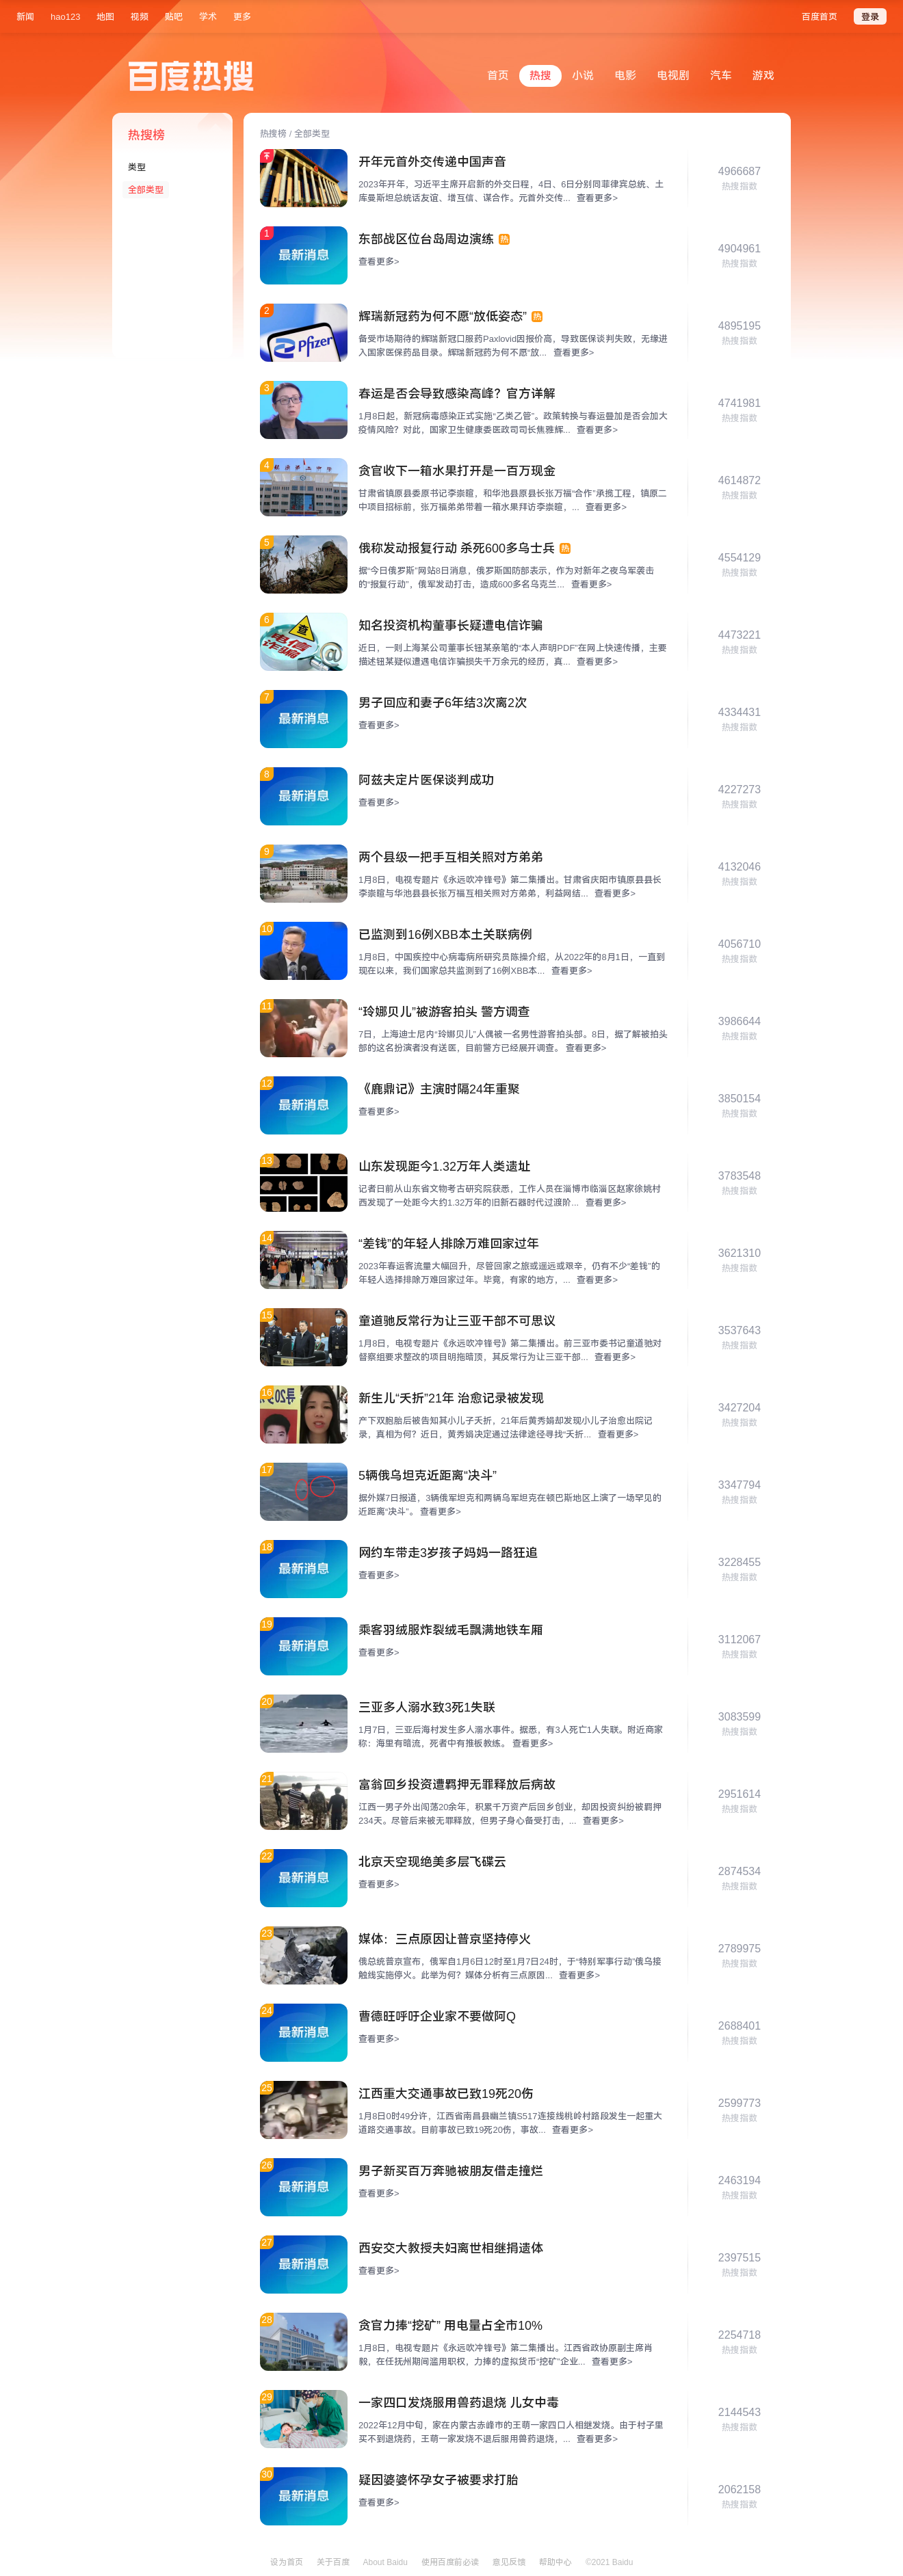 新闻 hao123 地图 视频 贴吧 学术 更多 百度首页 登录
百度热搜
首页 热搜 小说 电影 电视剧 汽车 游戏
热搜榜
类型
全部类型
热搜榜 / 全部类型
开年元首外交传递中国声音
2023年开年，习近平主席开启新的外交日程，4日、6日分别同菲律宾总统、土
库曼斯坦总统话友谊、增互信、谋合作。元首外交传... 查看更多>
4966687
热搜指数
1
最新消息
东部战区位台岛周边演练 热
查看更多>
4904961
热搜指数
2
Pfizer
辉瑞新冠药为何不愿“放低姿态” 热
备受市场期待的辉瑞新冠口服药Paxlovid因报价高，导致医保谈判失败，无缘进
入国家医保药品目录。辉瑞新冠药为何不愿“放... 查看更多>
4895195
热搜指数
3
春运是否会导致感染高峰？官方详解
1月8日起，新冠病毒感染正式实施“乙类乙管”。政策转换与春运叠加是否会加大
疫情风险？对此，国家卫生健康委医政司司长焦雅辉... 查看更多>
4741981
热搜指数
4
贪官收下一箱水果打开是一百万现金
甘肃省镇原县委原书记李崇暄，和华池县原县长张万福“合作”承揽工程，镇原二
中项目招标前，张万福弟弟带着一箱水果拜访李崇暄，... 查看更多>
4614872
热搜指数
5
俄称发动报复行动 杀死600多乌士兵 热
据“今日俄罗斯”网站8日消息，俄罗斯国防部表示，作为对新年之夜乌军袭击
的“报复行动”，俄军发动打击，造成600多名乌克兰... 查看更多>
4554129
热搜指数
6
查
电信
诈骗
知名投资机构董事长疑遭电信诈骗
近日，一则上海某公司董事长钮某亲笔的“本人声明PDF”在网上快速传播，主要
描述钮某疑似遭遇电信诈骗损失千万余元的经历，真... 查看更多>
4473221
热搜指数
7
最新消息
男子回应和妻子6年结3次离2次
查看更多>
4334431
热搜指数
8
最新消息
阿兹夫定片医保谈判成功
查看更多>
4227273
热搜指数
9
两个县级一把手互相关照对方弟弟
1月8日，电视专题片《永远吹冲锋号》第二集播出。甘肃省庆阳市镇原县县长
李崇暄与华池县县长张万福互相关照对方弟弟，利益网结... 查看更多>
4132046
热搜指数
10
已监测到16例XBB本土关联病例
1月8日，中国疾控中心病毒病所研究员陈操介绍，从2022年的8月1日，一直到
现在以来，我们国家总共监测到了16例XBB本... 查看更多>
4056710
热搜指数
11
“玲娜贝儿”被游客拍头 警方调查
7日，上海迪士尼内“玲娜贝儿”人偶被一名男性游客拍头部。8日，据了解被拍头
部的这名扮演者没有送医，目前警方已经展开调查。 查看更多>
3986644
热搜指数
12
最新消息
《鹿鼎记》主演时隔24年重聚
查看更多>
3850154
热搜指数
13
山东发现距今1.32万年人类遗址
记者日前从山东省文物考古研究院获悉，工作人员在淄博市临淄区赵家徐姚村
西发现了一处距今大约1.32万年的旧新石器时代过渡阶... 查看更多>
3783548
热搜指数
14
“差钱”的年轻人排除万难回家过年
2023年春运客流量大幅回升，尽管回家之旅或遥远或艰辛，仍有不少“差钱”的
年轻人选择排除万难回家过年。毕竟，有家的地方，... 查看更多>
3621310
热搜指数
15
童道驰反常行为让三亚干部不可思议
1月8日，电视专题片《永远吹冲锋号》第二集播出。前三亚市委书记童道驰对
督察组要求整改的项目明拖暗顶，其反常行为让三亚干部... 查看更多>
3537643
热搜指数
16
新生儿“夭折”21年 治愈记录被发现
产下双胞胎后被告知其小儿子夭折，21年后黄秀娟却发现小儿子治愈出院记
录，真相为何？近日，黄秀娟决定通过法律途径寻找“夭折... 查看更多>
3427204
热搜指数
17
5辆俄乌坦克近距离“决斗”
据外媒7日报道，3辆俄军坦克和两辆乌军坦克在顿巴斯地区上演了一场罕见的
近距离“决斗”。 查看更多>
3347794
热搜指数
18
最新消息
网约车带走3岁孩子妈妈一路狂追
查看更多>
3228455
热搜指数
19
最新消息
乘客羽绒服炸裂绒毛飘满地铁车厢
查看更多>
3112067
热搜指数
20
三亚多人溺水致3死1失联
1月7日，三亚后海村发生多人溺水事件。据悉，有3人死亡1人失联。附近商家
称：海里有暗流，死者中有推板教练。 查看更多>
3083599
热搜指数
21
富翁回乡投资遭羁押无罪释放后病故
江西一男子外出闯荡20余年，积累千万资产后回乡创业，却因投资纠纷被羁押
234天。尽管后来被无罪释放，但男子身心备受打击，... 查看更多>
2951614
热搜指数
22
最新消息
北京天空现绝美多层飞碟云
查看更多>
2874534
热搜指数
23
媒体：三点原因让普京坚持停火
俄总统普京宣布，俄军自1月6日12时至1月7日24时，于“特别军事行动”俄乌接
触线实施停火。此举为何？媒体分析有三点原因... 查看更多>
2789975
热搜指数
24
最新消息
曹德旺呼吁企业家不要做阿Q
查看更多>
2688401
热搜指数
25
江西重大交通事故已致19死20伤
1月8日0时49分许，江西省南昌县幽兰镇S517连接线桃岭村路段发生一起重大
道路交通事故。目前事故已致19死20伤，事故... 查看更多>
2599773
热搜指数
26
最新消息
男子新买百万奔驰被朋友借走撞烂
查看更多>
2463194
热搜指数
27
最新消息
西安交大教授夫妇离世相继捐遗体
查看更多>
2397515
热搜指数
28
贪官力捧“挖矿” 用电量占全市10%
1月8日，电视专题片《永远吹冲锋号》第二集播出。江西省政协原副主席肖
毅，在任抚州期间滥用职权，力捧的虚拟货币“挖矿”企业... 查看更多>
2254718
热搜指数
29
一家四口发烧服用兽药退烧 儿女中毒
2022年12月中旬，家在内蒙古赤峰市的王萌一家四口人相继发烧。由于村子里
买不到退烧药，王萌一家发烧不退后服用兽药退烧，... 查看更多>
2144543
热搜指数
30
最新消息
疑因婆婆怀孕女子被要求打胎
查看更多>
2062158
热搜指数
设为首页 关于百度 About Baidu 使用百度前必读 意见反馈 帮助中心 ©2021 Baidu